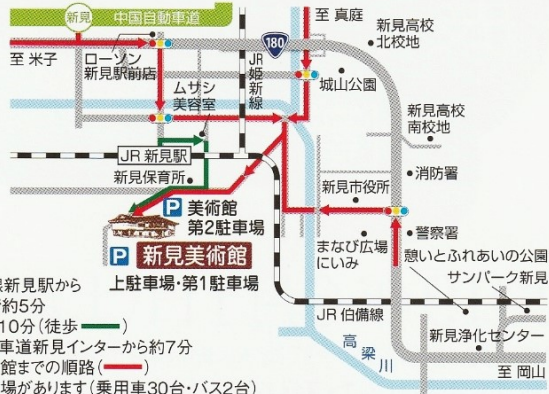 新見
中国自動車道
至 真庭
新見高校
北校地
至 米子
ローソン
新見駅前店
180
JR姫新線
城山公園
ムサシ
美容室
新見高校
南校地
JR 新見駅
新見保育所
消防署
新見市役所
P 美術館
第2駐車場
P 新見美術館
上駐車場・第1駐車場
まなび広場
にいみ
警察署
憩いとふれあいの公園
サンパーク新見
JR 伯備線
新見浄化センター
高梁川
至 岡山
新見駅から
約5分
10分(徒歩 )
車道新見インターから約7分
館までの順路( )
場があります(乗用車30台・バス2台)